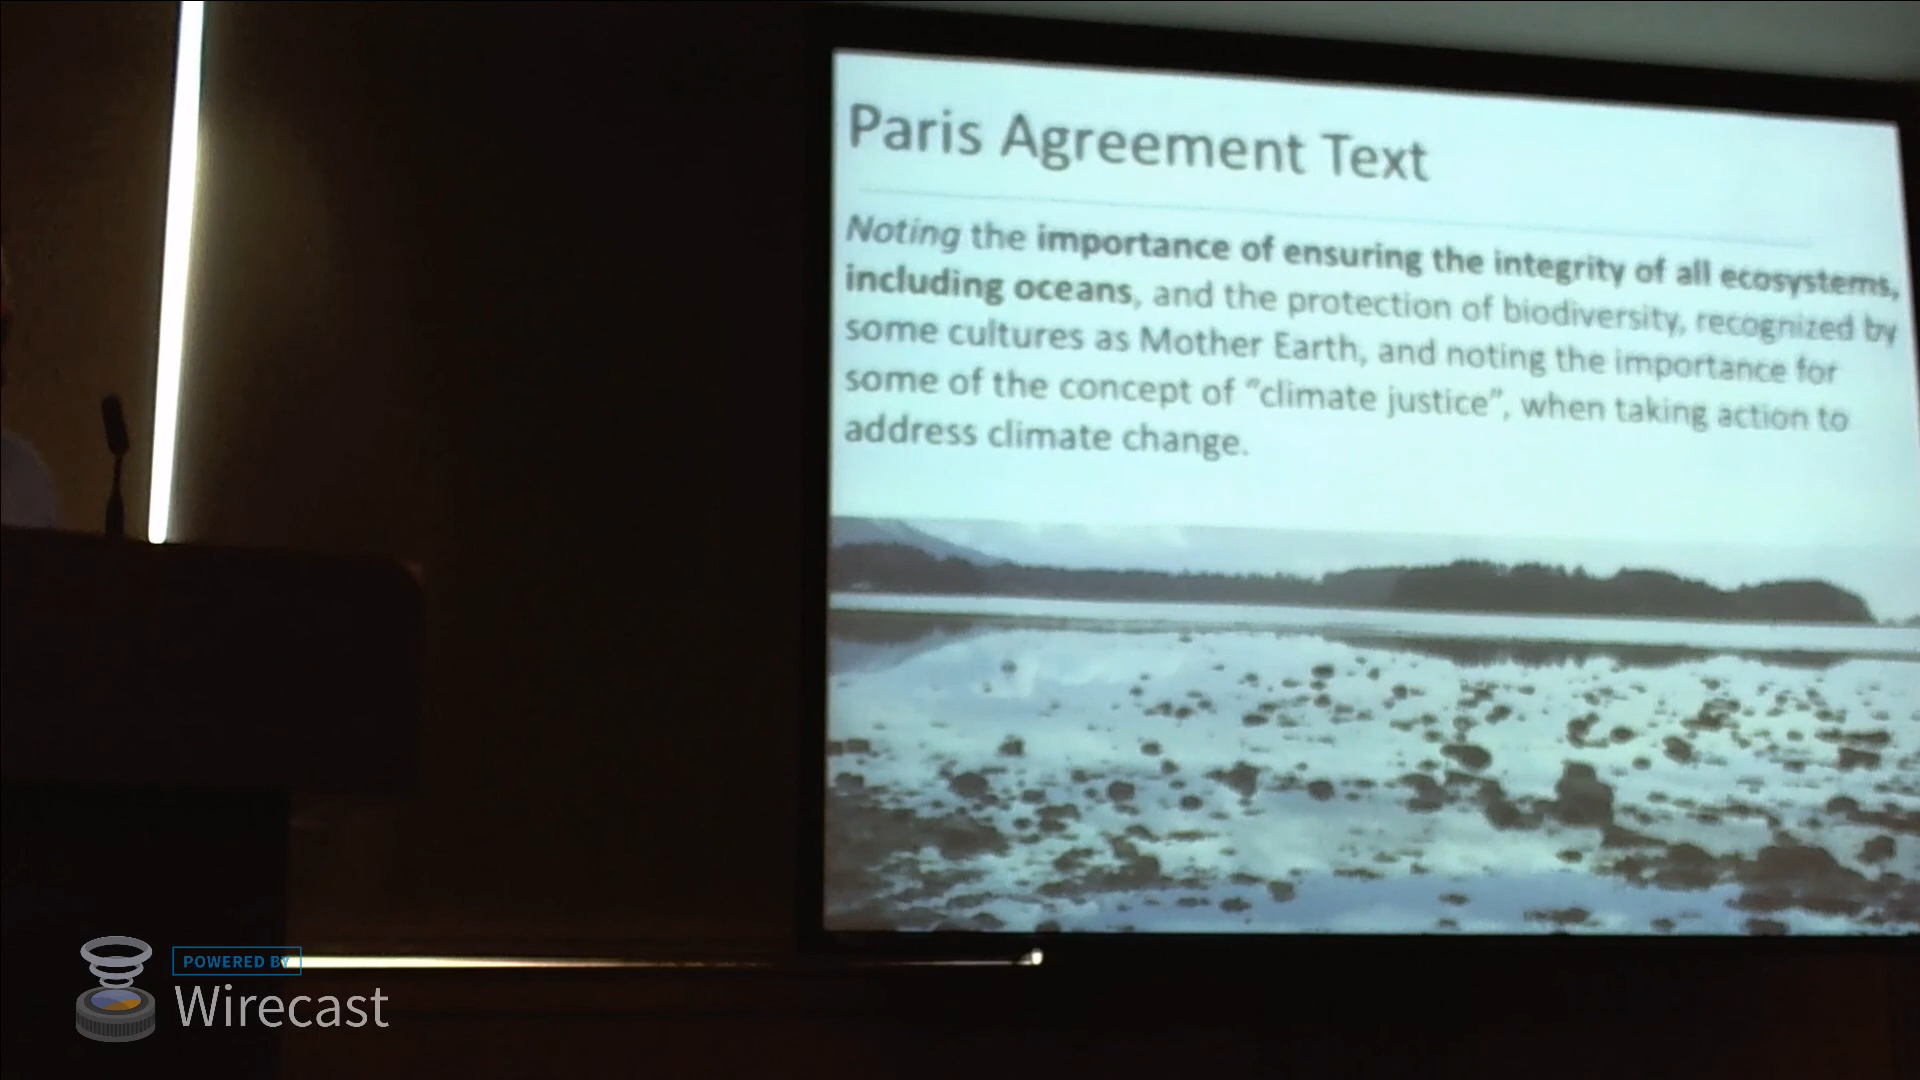 Paris Agreement Text
Noting the importance of ensuring the integrity of all ecosystems,
including oceans, and the protection of biodiversity, recognized by
some cultures as Mother Earth, and noting the importance for
some of the concept of "climate justice", when taking action to
address climate change.
POWERED BY
Wirecast